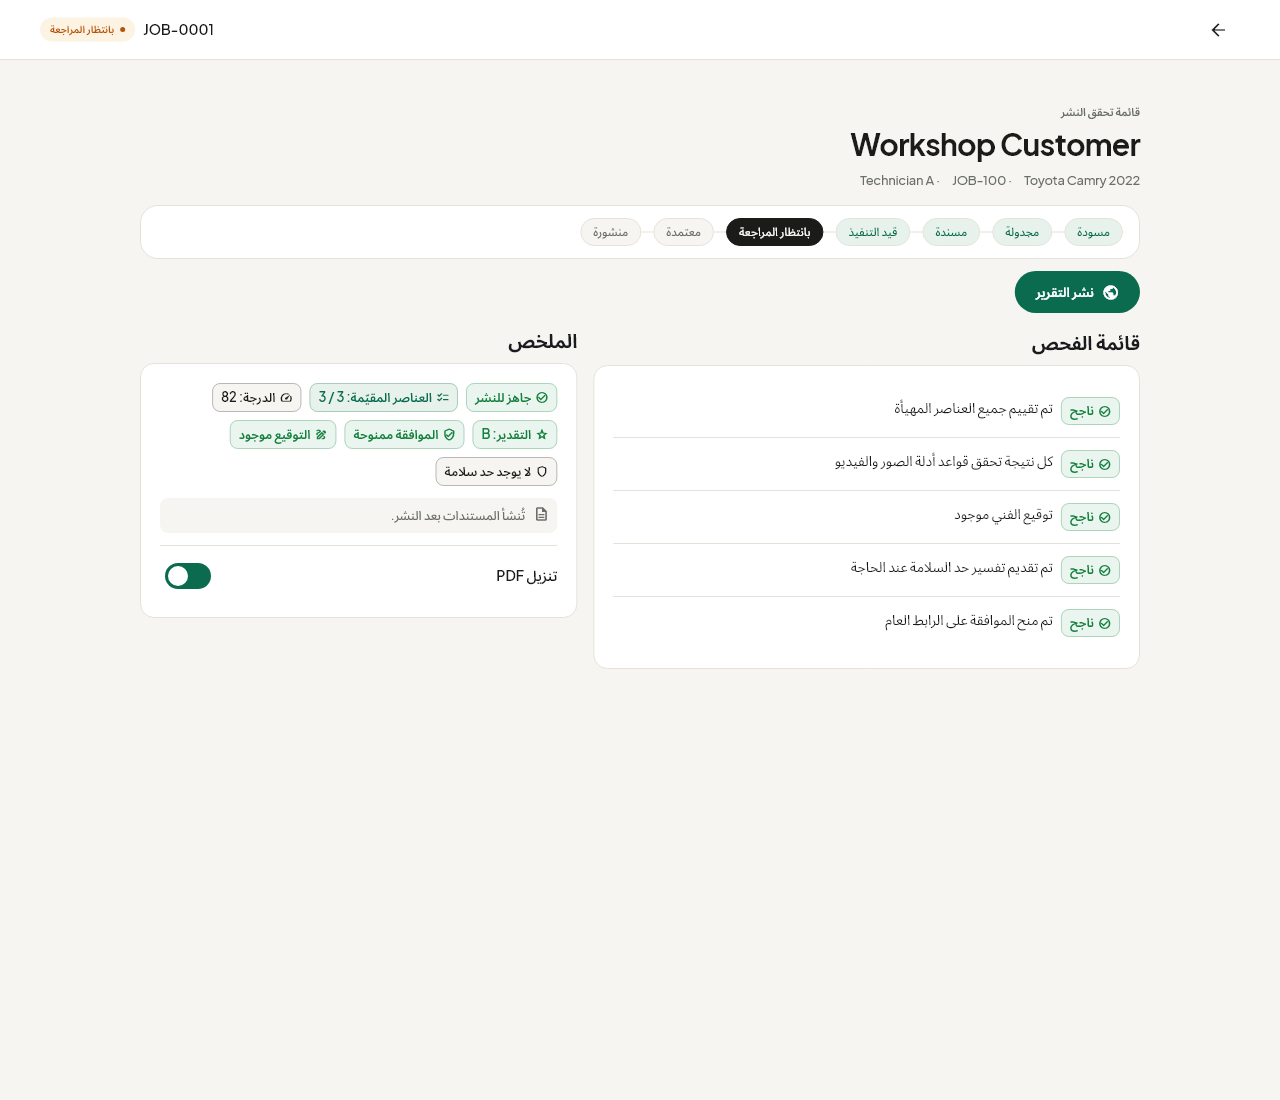 JOB-0001
بانتظار المراجعة
قائمة تحقق النشر
Workshop Customer
Toyota Camry 2022 · JOB-100 · Technician A
مسودة
مجدولة
مسندة
قيد التنفيذ
بانتظار المراجعة
معتمدة
منشورة
نشر التقرير
قائمة الفحص
ناجح تم تقييم جميع العناصر المهيأة
ناجح كل نتيجة تحقق قواعد أدلة الصور والفيديو
ناجح توقيع الفني موجود
ناجح تم تقديم تفسير حد السلامة عند الحاجة
ناجح تم منح الموافقة على الرابط العام
الملخص
جاهز للنشر
العناصر المقيّمة: 3 / 3
الدرجة: 82
التقدير: B
الموافقة ممنوحة
التوقيع موجود
لا يوجد حد سلامة
تُنشأ المستندات بعد النشر.
تنزيل PDF